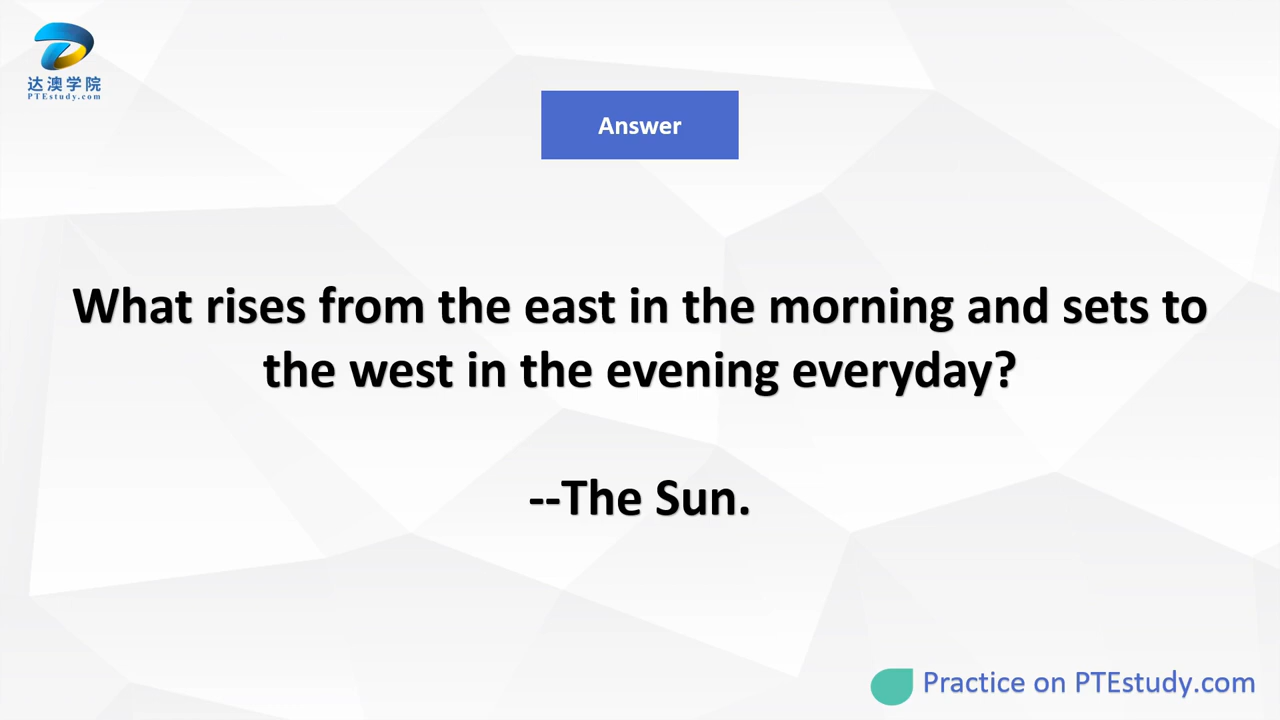 达澳学院
PTEstudy.com
Answer
What rises from the east in the morning and sets to
the west in the evening everyday?
--The Sun.
Practice on PTEstudy.com